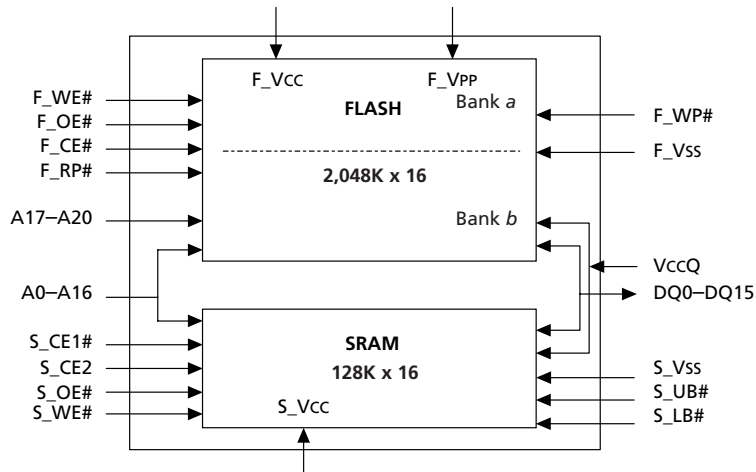 F_VCC
F_VPP
FLASH
Bank a
2,048K x 16
Bank b
F_WE#
F_OE#
F_CE#
F_RP#
A17–A20
A0–A16
S_CE1#
S_CE2
S_OE#
S_WE#
F_WP#
F_VSS
VCCQ
DQ0–DQ15
SRAM
128K x 16
S_VCC
S_VSS
S_UB#
S_LB#